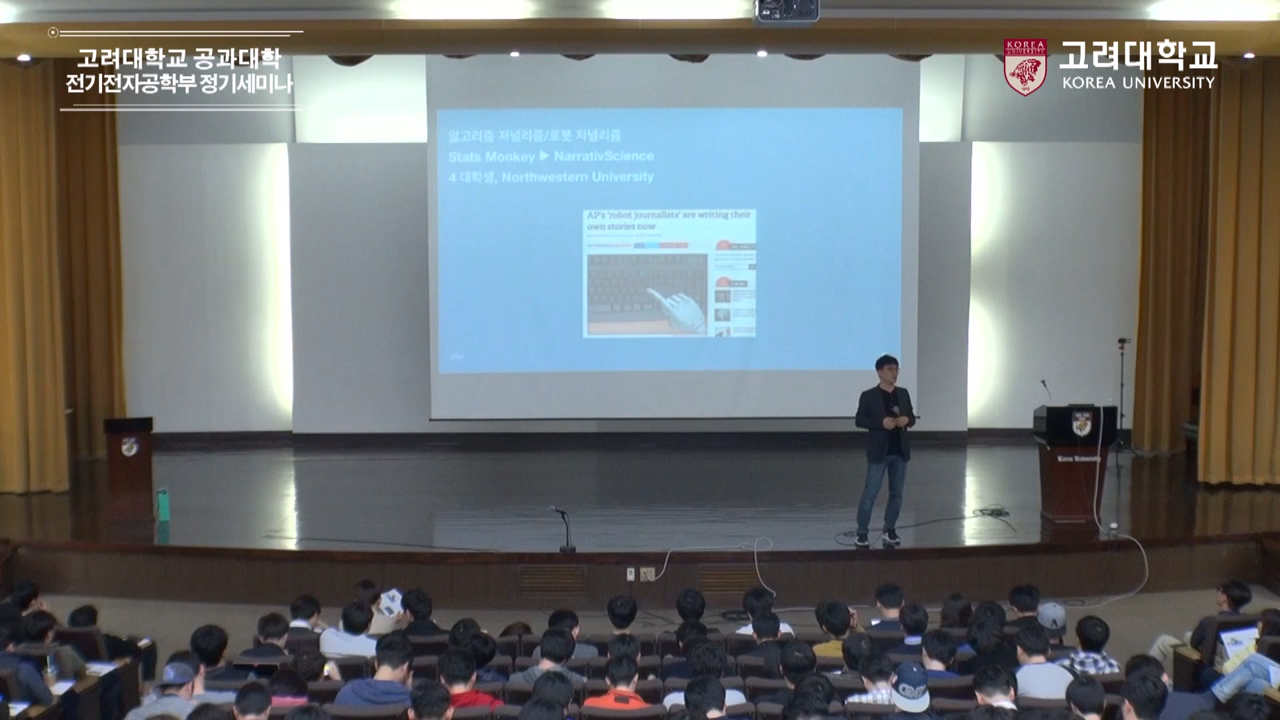 고려대학교 공과대학
전기전자공학부 정기세미나
KOREA
고려대학교
KOREA UNIVERSITY
알고리즘 저널리즘/로봇 저널리즘
Stats Monkey ▶ NarrativScience
4 대학생, Northwestern University
AP's 'robot journalists' are writing their
own stories now
Korea University